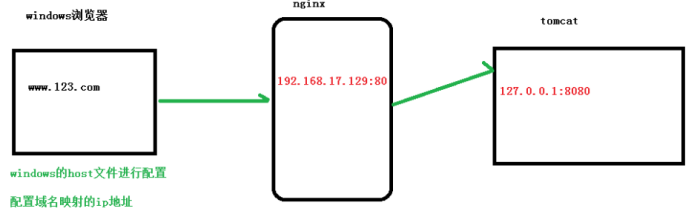 windows浏览器
nginx
tomcat
www.123.com
192.168.17.129:80
127.0.0.1:8080
windows的host文件进行配置
配置域名映射的ip地址